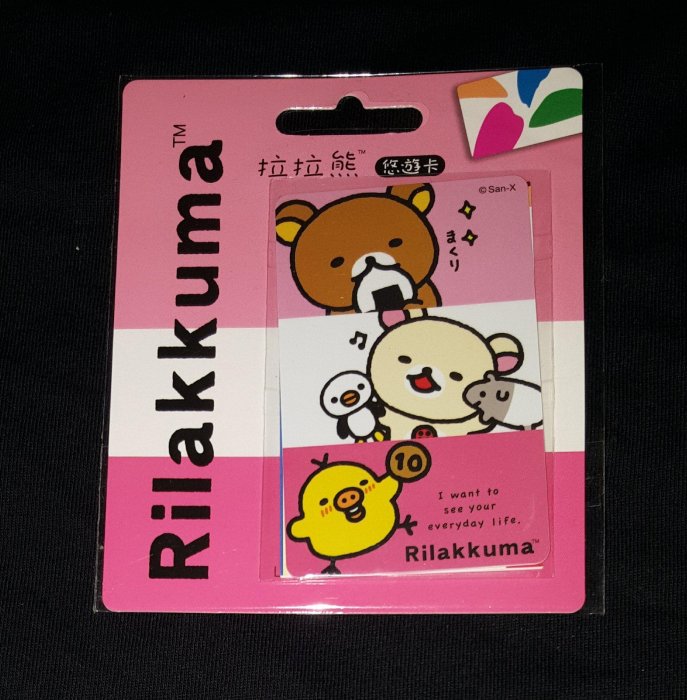 Rilakkuma™
拉拉熊™ 悠遊卡
©San-X
まくり
10
I want to
see your
everyday life.
Rilakkuma™